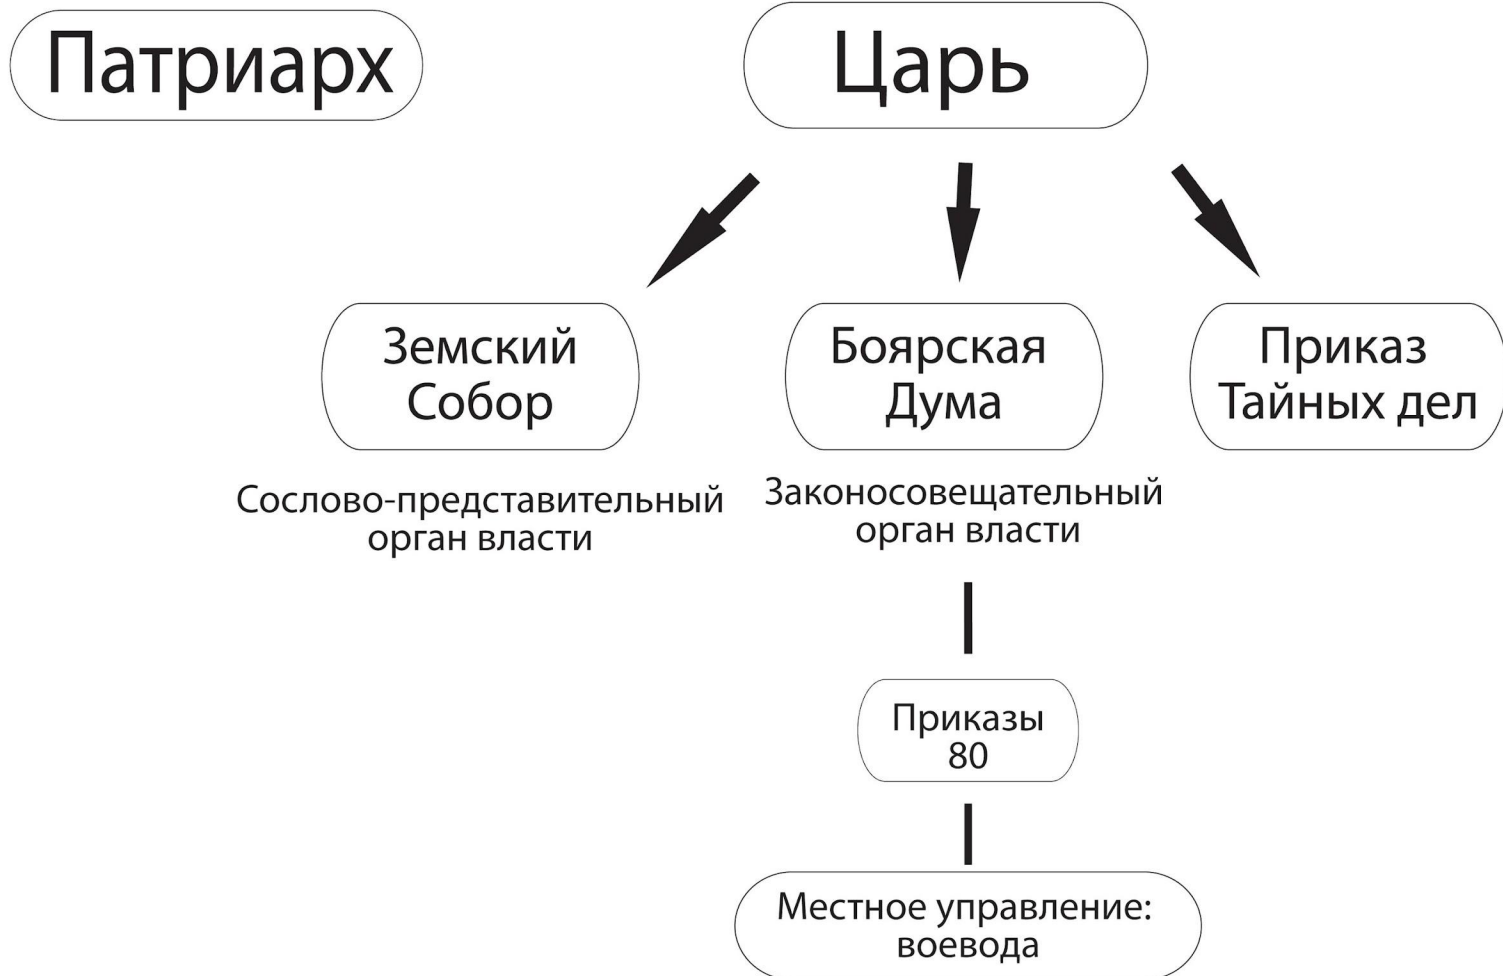 Патриарх
Царь
Земский
Собор
Боярская
Дума
Приказ
Тайных дел
Сослово-представительный
орган власти
Законосовещательный
орган власти
Приказы
80
Местное управление:
воевода